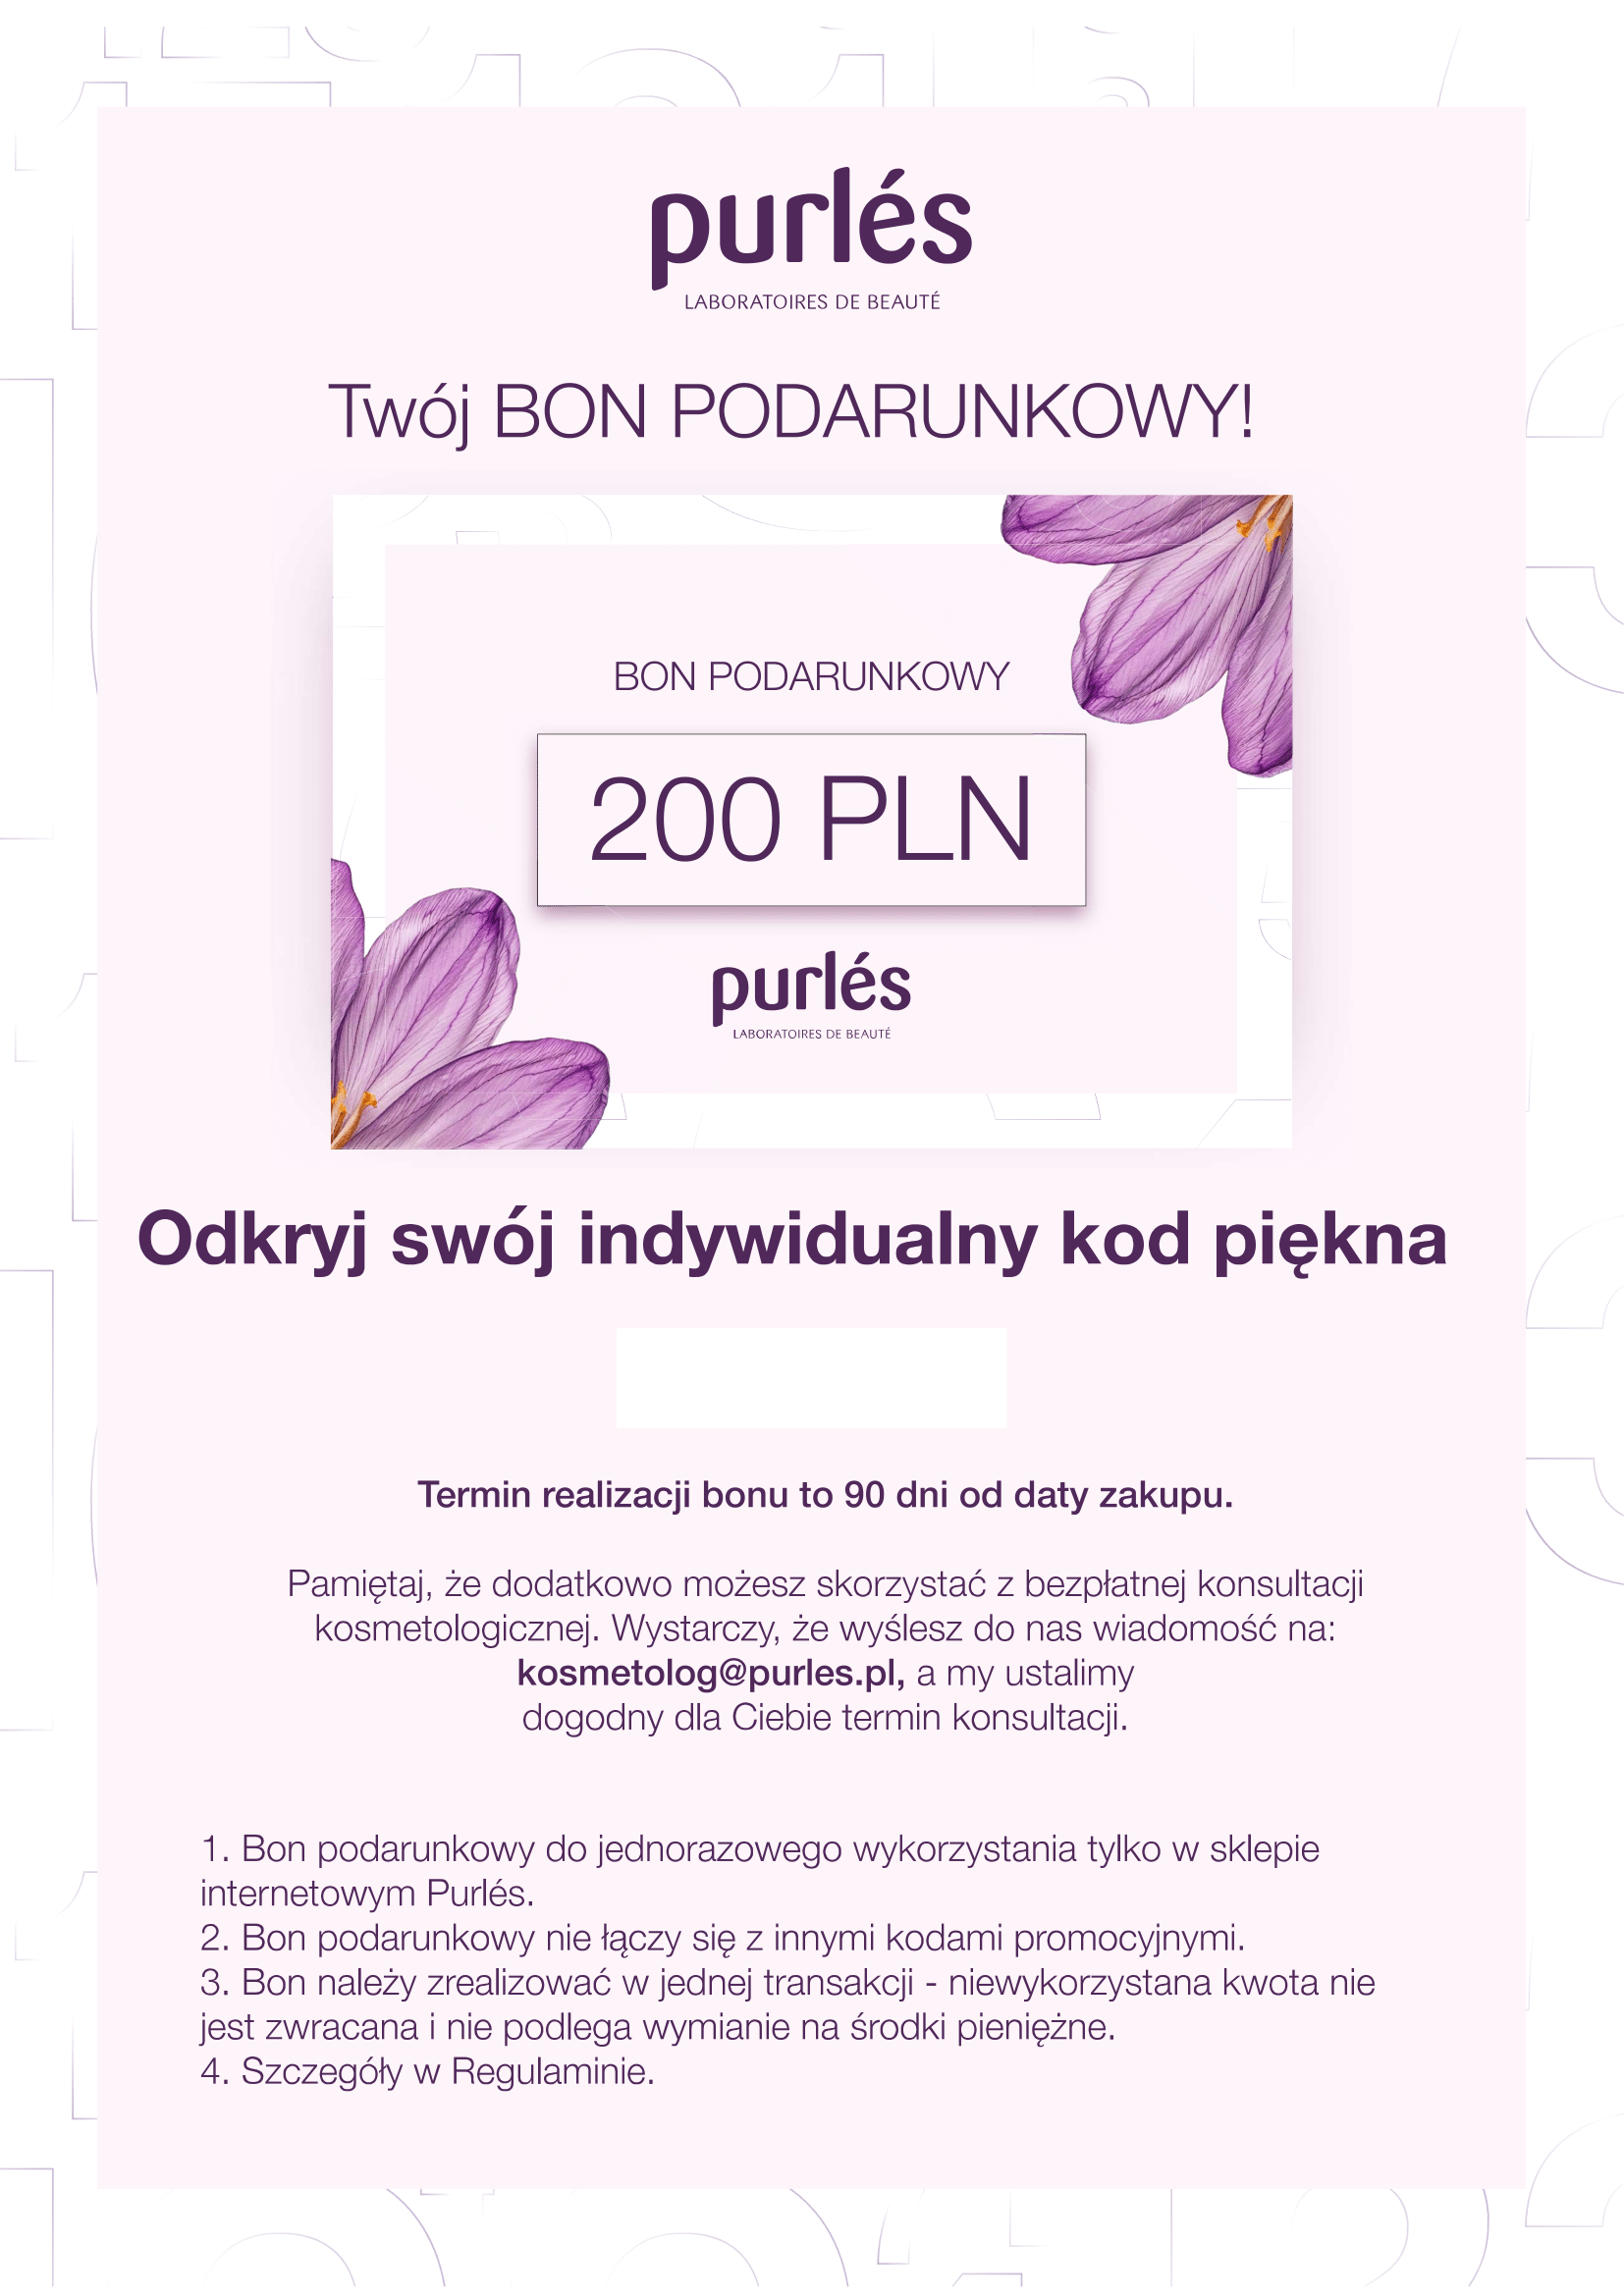 purlés
LABORATOIRES DE BEAUTÉ
Twój BON PODARUNKOWY!
BON PODARUNKOWY
200 PLN
purlés
LABORATOIRES DE BEAUTÉ
Odkryj swój indywidualny kod piękna
Termin realizacji bonu to 90 dni od daty zakupu.
Pamiętaj, że dodatkowo możesz skorzystać z bezpłatnej konsultacji
kosmetologicznej. Wystarczy, że wyślesz do nas wiadomość na:
kosmetolog@purles.pl, a my ustalimy
dogodny dla Ciebie termin konsultacji.
1. Bon podarunkowy do jednorazowego wykorzystania tylko w sklepie
internetowym Purlés.
2. Bon podarunkowy nie łączy się z innymi kodami promocyjnymi.
3. Bon należy zrealizować w jednej transakcji - niewykorzystana kwota nie
jest zwracana i nie podlega wymianie na środki pieniężne.
4. Szczegóły w Regulaminie.